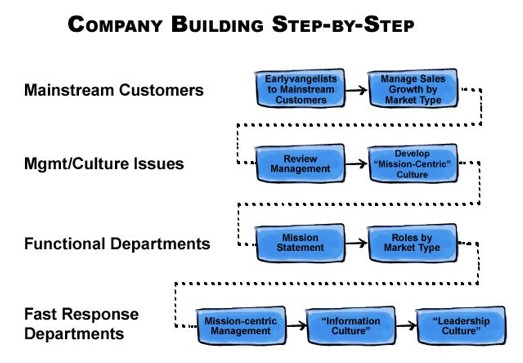 COMPANY BUILDING STEP-BY-STEP
Mainstream Customers
Earlyvangelists
to Mainstream
Customers
Manage Sales
Growth by
Market Type
Mgmt/Culture Issues
Review
Management
Develop
"Mission-Centric"
Culture
Functional Departments
Mission
Statement
Roles by
Market Type
Fast Response
Departments
Mission-centric
Management
"Information
Culture"
"Leadership
Culture"